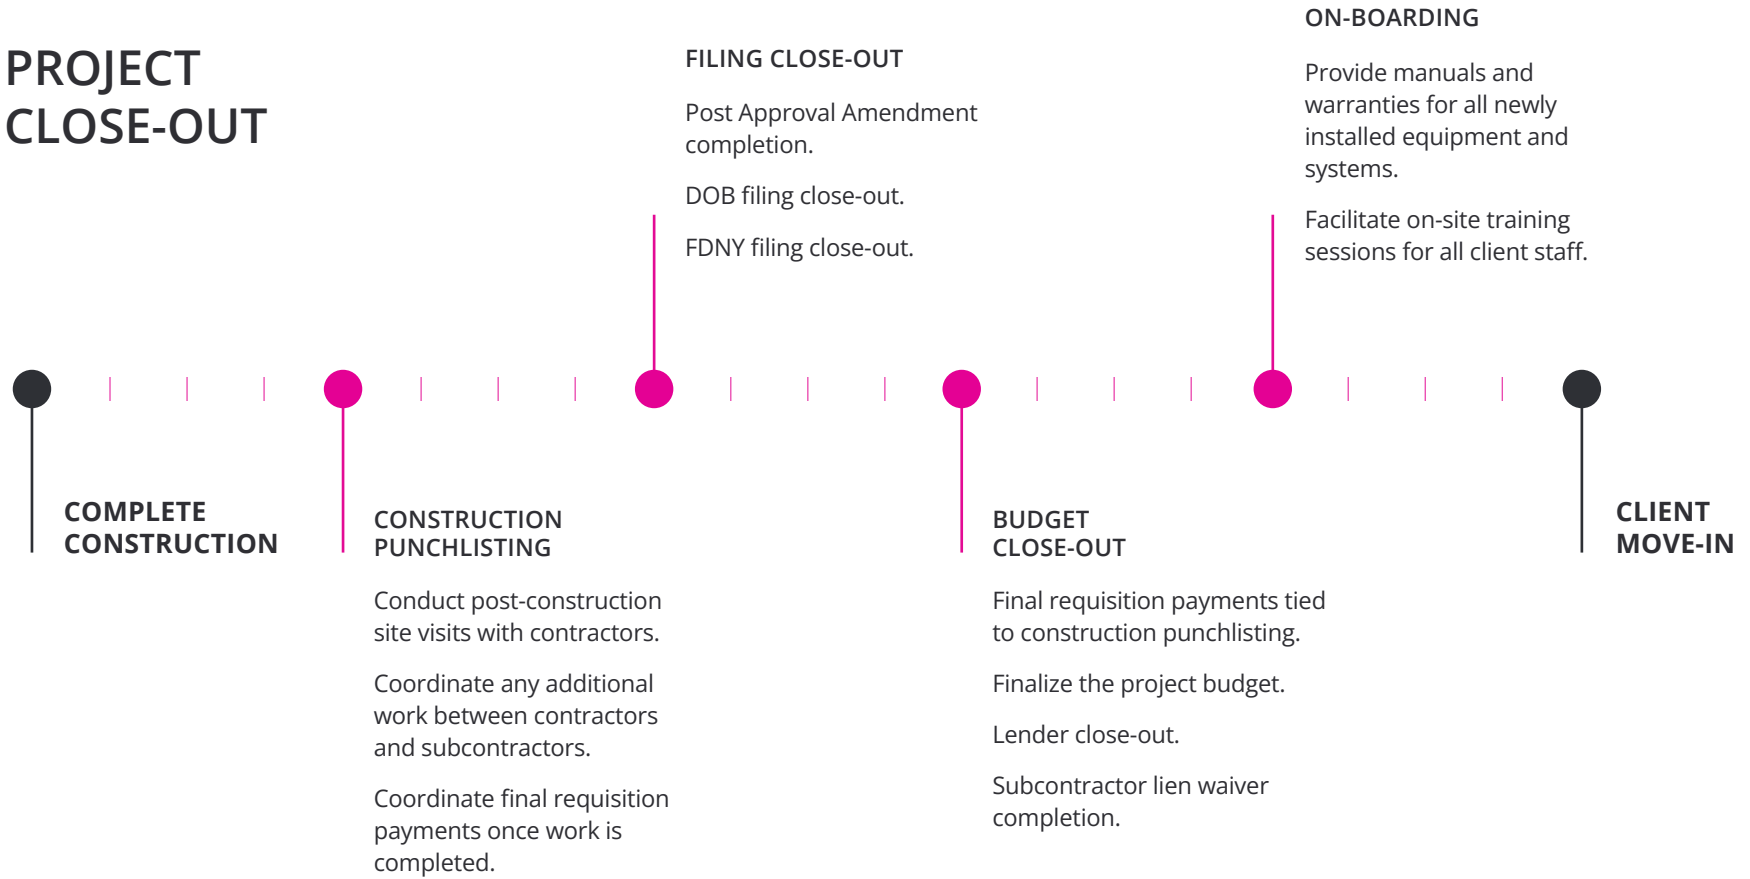 PROJECT
CLOSE-OUT
COMPLETE
CONSTRUCTION
CONSTRUCTION
PUNCHLISTING
Conduct post-construction
site visits with contractors.
Coordinate any additional
work between contractors
and subcontractors.
Coordinate final requisition
payments once work is
completed.
FILING CLOSE-OUT
Post Approval Amendment
completion.
DOB filing close-out.
FDNY filing close-out.
BUDGET
CLOSE-OUT
Final requisition payments tied
to construction punchlisting.
Finalize the project budget.
Lender close-out.
Subcontractor lien waiver
completion.
ON-BOARDING
Provide manuals and
warranties for all newly
installed equipment and
systems.
Facilitate on-site training
sessions for all client staff.
CLIENT
MOVE-IN